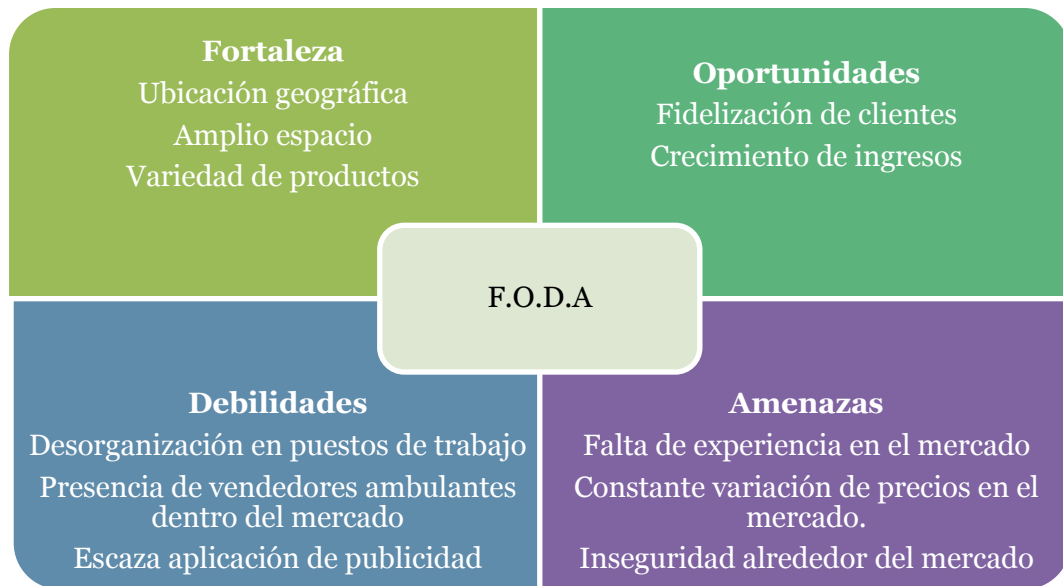 Fortaleza
Ubicación geográfica
Amplio espacio
Variedad de productos
Oportunidades
Fidelización de clientes
Crecimiento de ingresos
F.O.D.A
Debilidades
Desorganización en puestos de trabajo
Presencia de vendedores ambulantes
dentro del mercado
Escaza aplicación de publicidad
Amenazas
Falta de experiencia en el mercado
Constante variación de precios en el
mercado.
Inseguridad alrededor del mercado